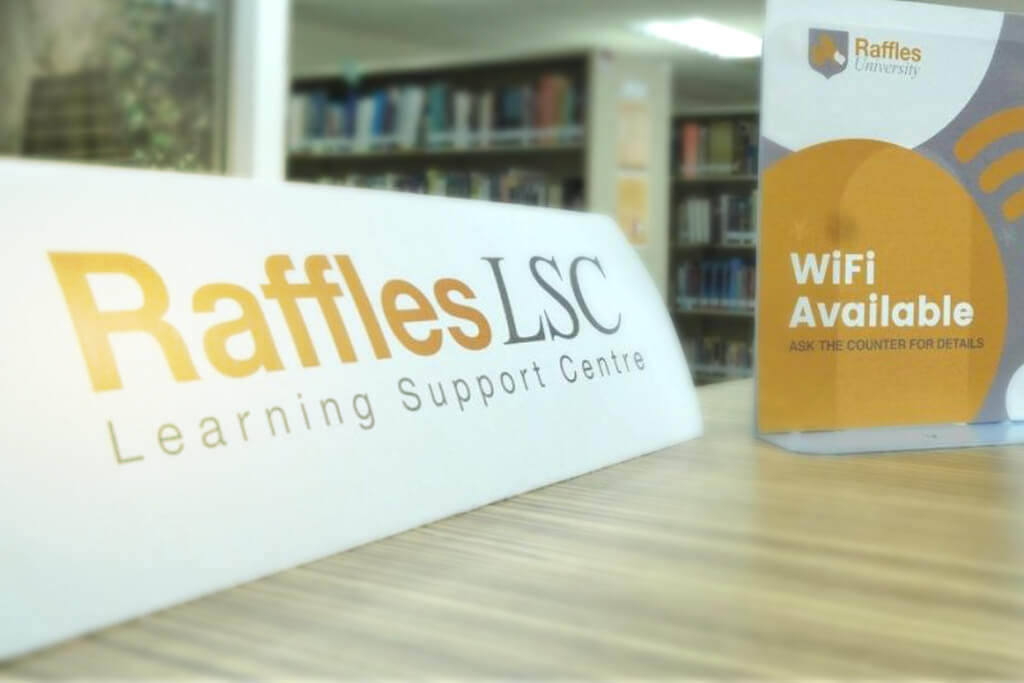 Raffles LSC
Learning Support Centre
Raffles
University
WiFi
Available
ASK THE COUNTER FOR DETAILS